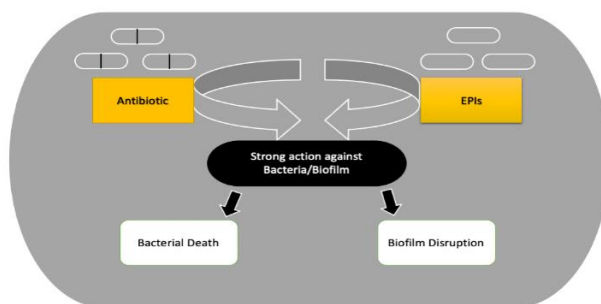 Antibiotic
EPIs
Strong action against
Bacteria/Biofilm
Bacterial Death
Biofilm Disruption